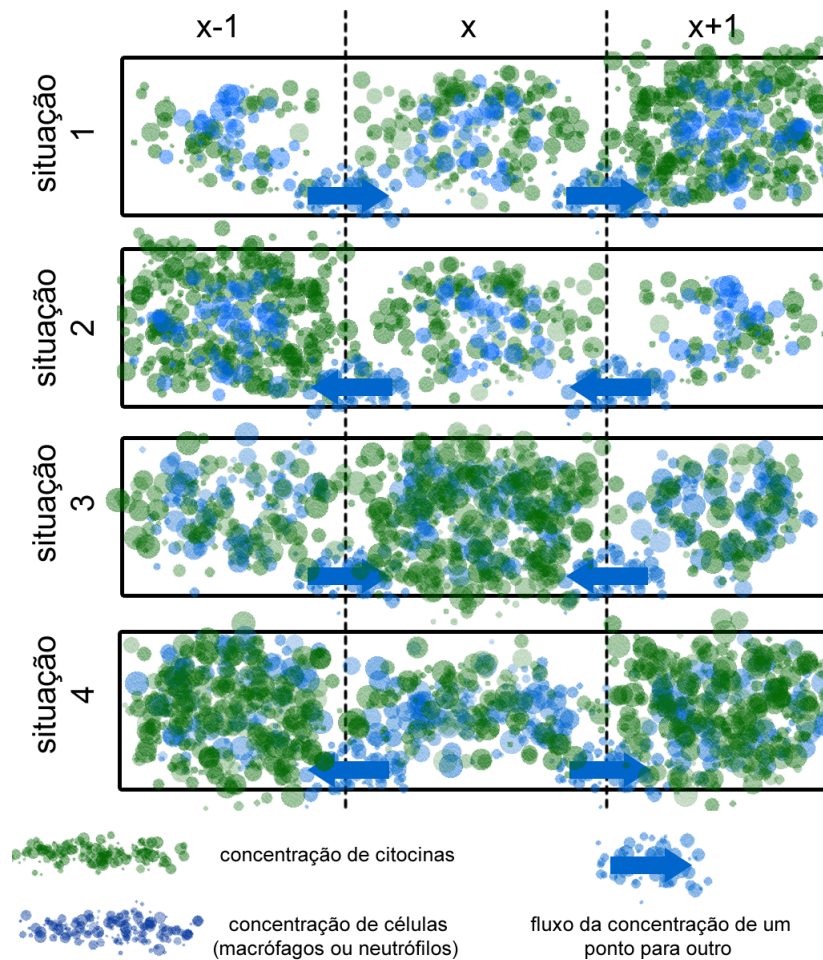 x-1 x x+1
situação
1
situação
2
situação
3
situação
4
concentração de citocinas
concentração de células
(macrófagos ou neutrófilos)
fluxo da concentração de um
ponto para outro